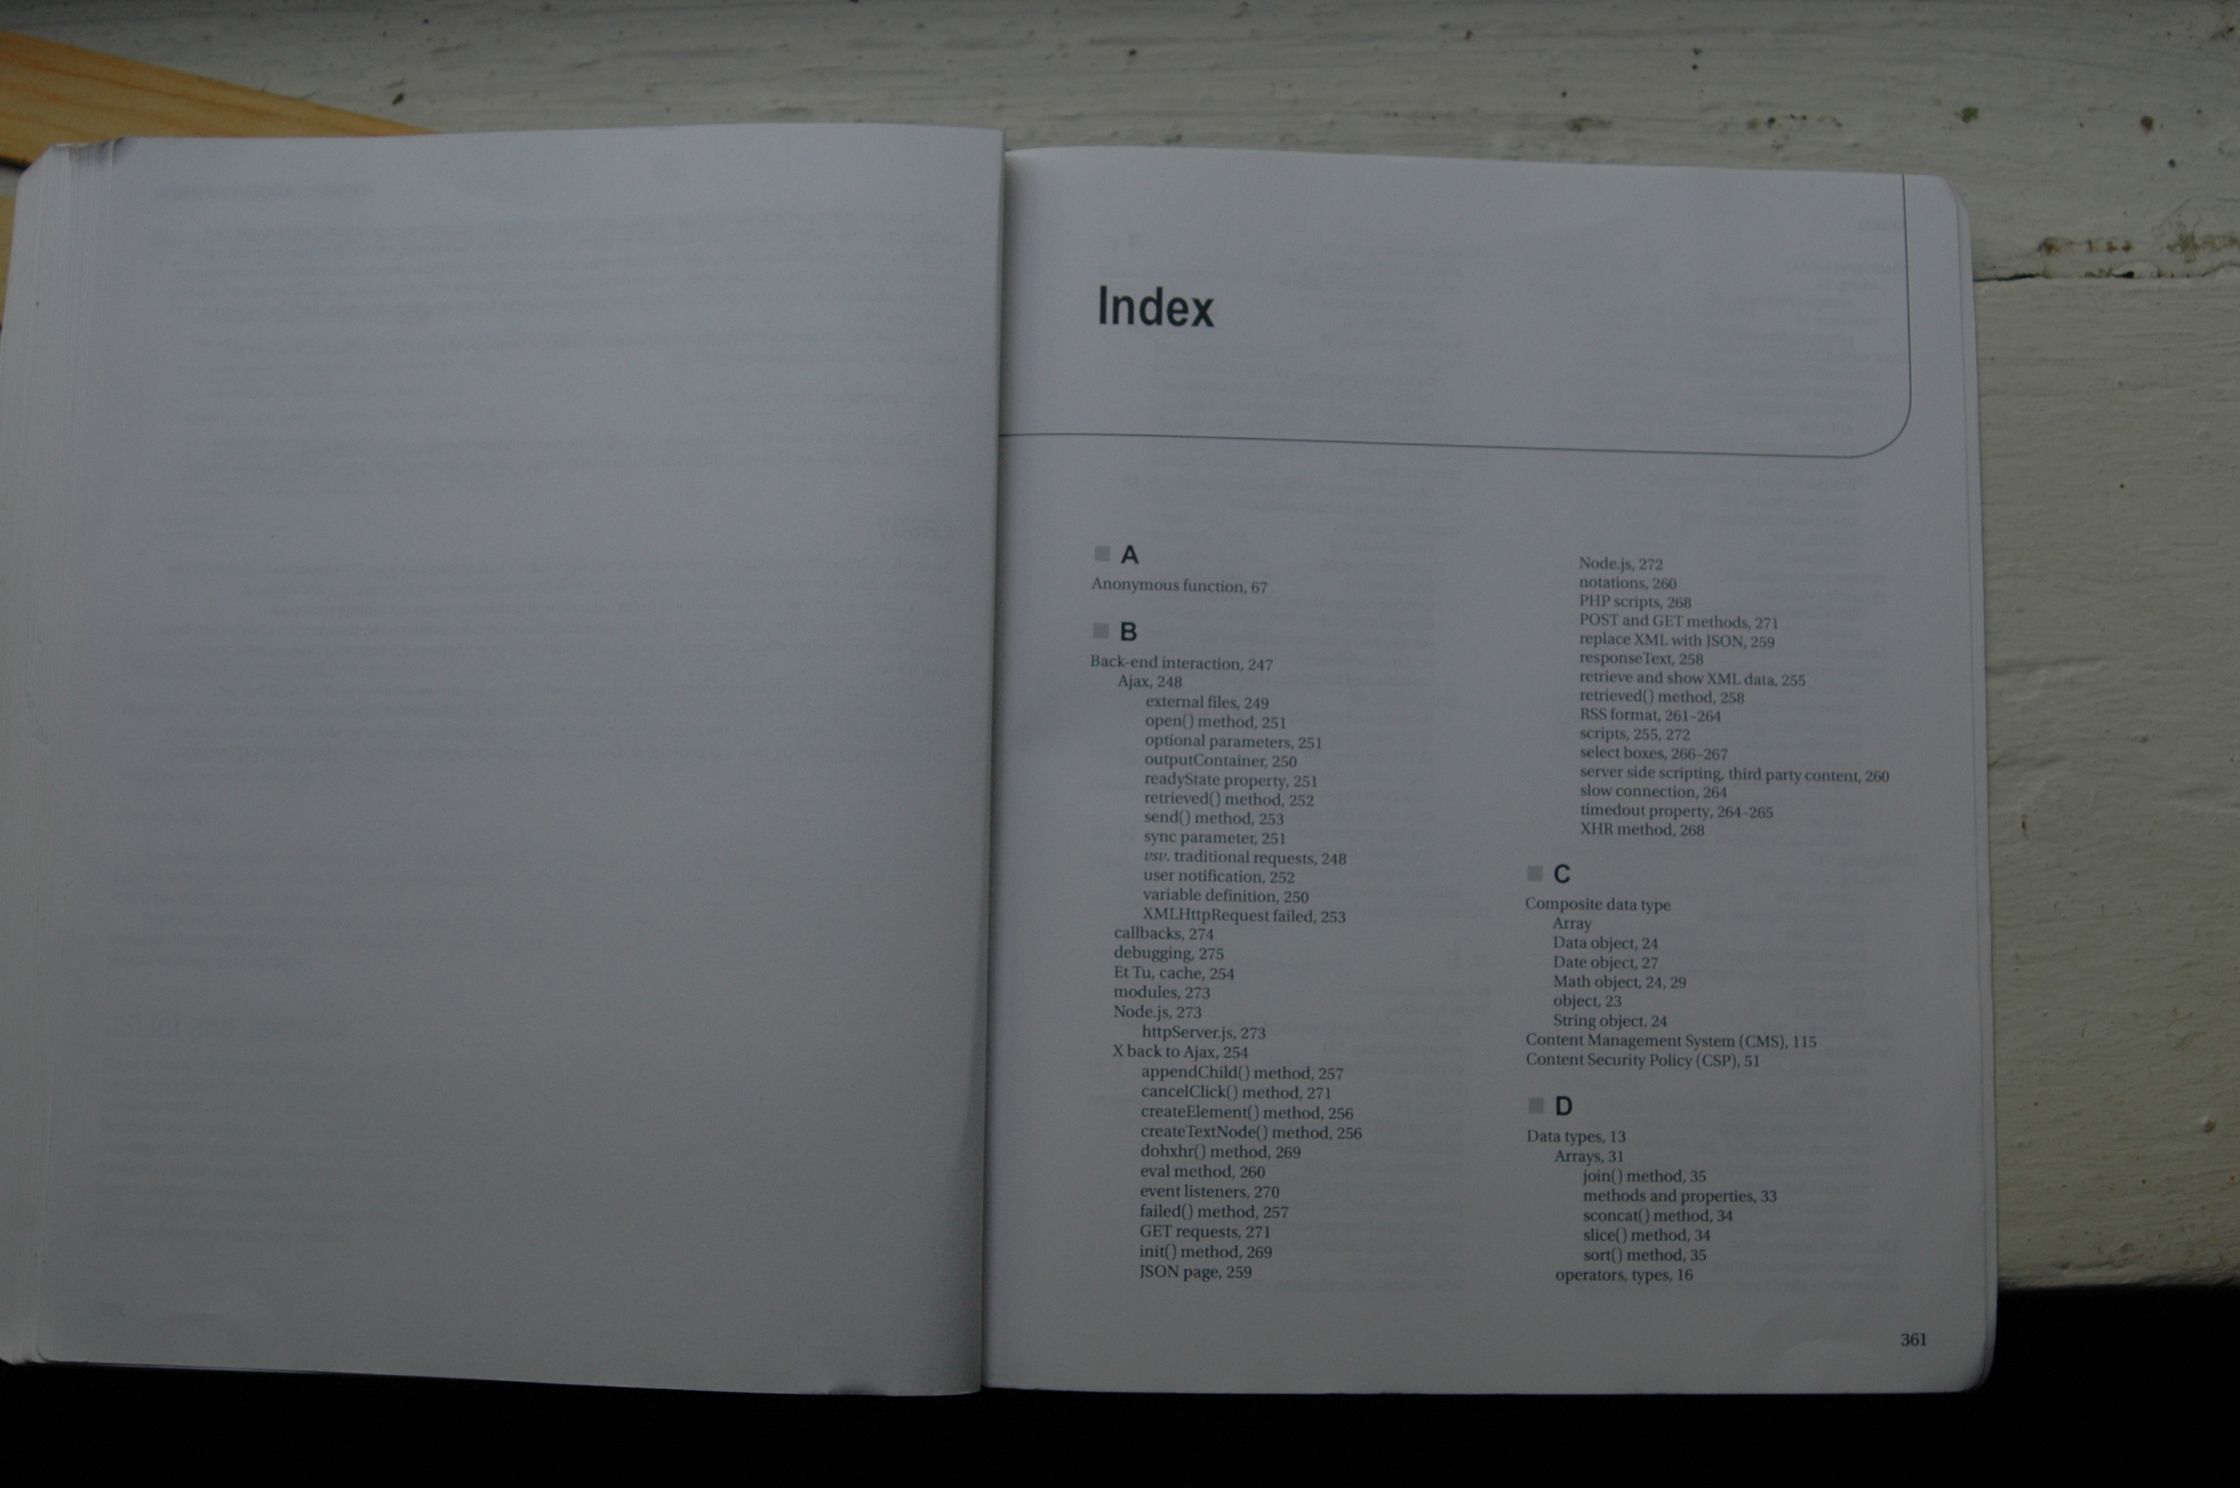 Index
A
Anonymous function, 67
B
Back-end interaction, 247
Ajax, 248
external files, 249
open() method, 251
optional parameters, 251
outputContainer, 250
readyState property, 251
retrieved() method, 252
send() method, 253
sync parameter, 251
vsv. traditional requests, 248
user notification, 252
variable definition, 250
XMLHttpRequest failed, 253
callbacks, 274
debugging, 275
Et Tu, cache, 254
modules, 273
Node.js, 273
httpServer.js, 273
X back to Ajax, 254
appendChild() method, 257
cancelClick() method, 271
createElement() method, 256
createTextNode() method, 256
dohxhr() method, 269
eval method, 260
event listeners, 270
failed() method, 257
GET requests, 271
init() method, 269
JSON page, 259
Node.js, 272
notations, 260
PHP scripts, 268
POST and GET methods, 271
replace XML with JSON, 259
responseText, 258
retrieve and show XML data, 255
retrieved() method, 258
RSS format, 261–264
scripts, 255, 272
select boxes, 266–267
server side scripting, third party content, 260
slow connection, 264
timedout property, 264–265
XHR method, 268
C
Composite data type
Array
Data object, 24
Date object, 27
Math object, 24, 29
object, 23
String object, 24
Content Management System (CMS), 115
Content Security Policy (CSP), 51
D
Data types, 13
Arrays, 31
join() method, 35
methods and properties, 33
sconcat() method, 34
slice() method, 34
sort() method, 35
operators, types, 16
361